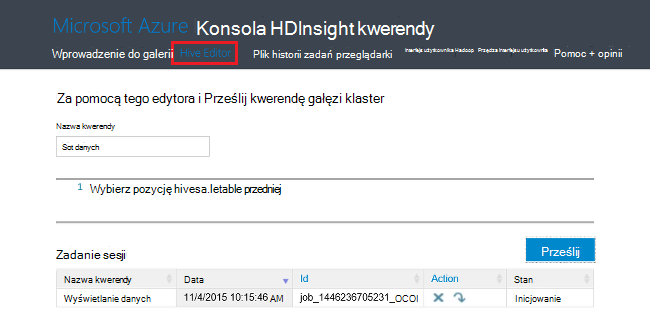 Microsoft Azure Konsola HDInsight kwerendy
Wprowadzenie do galerii Hive Editor Plik historii zadań przeglądarki Interfejs użytkownika Hadoop Przędza interfejsu użytkownika Pomoc + opinii
Za pomocą tego edytora i Prześlij kwerendę gałęzi klaster
Nazwa kwerendy
Sot danych
1 Wybierz pozycję hivesa.letable przedniej
Prześlij
Zadanie sesji
Nazwa kwerendy Data Id Action Stan
Wyświetlanie danych 11/4/2015 10:15:46 AM job_1446236705231_OCOI Inicjowanie